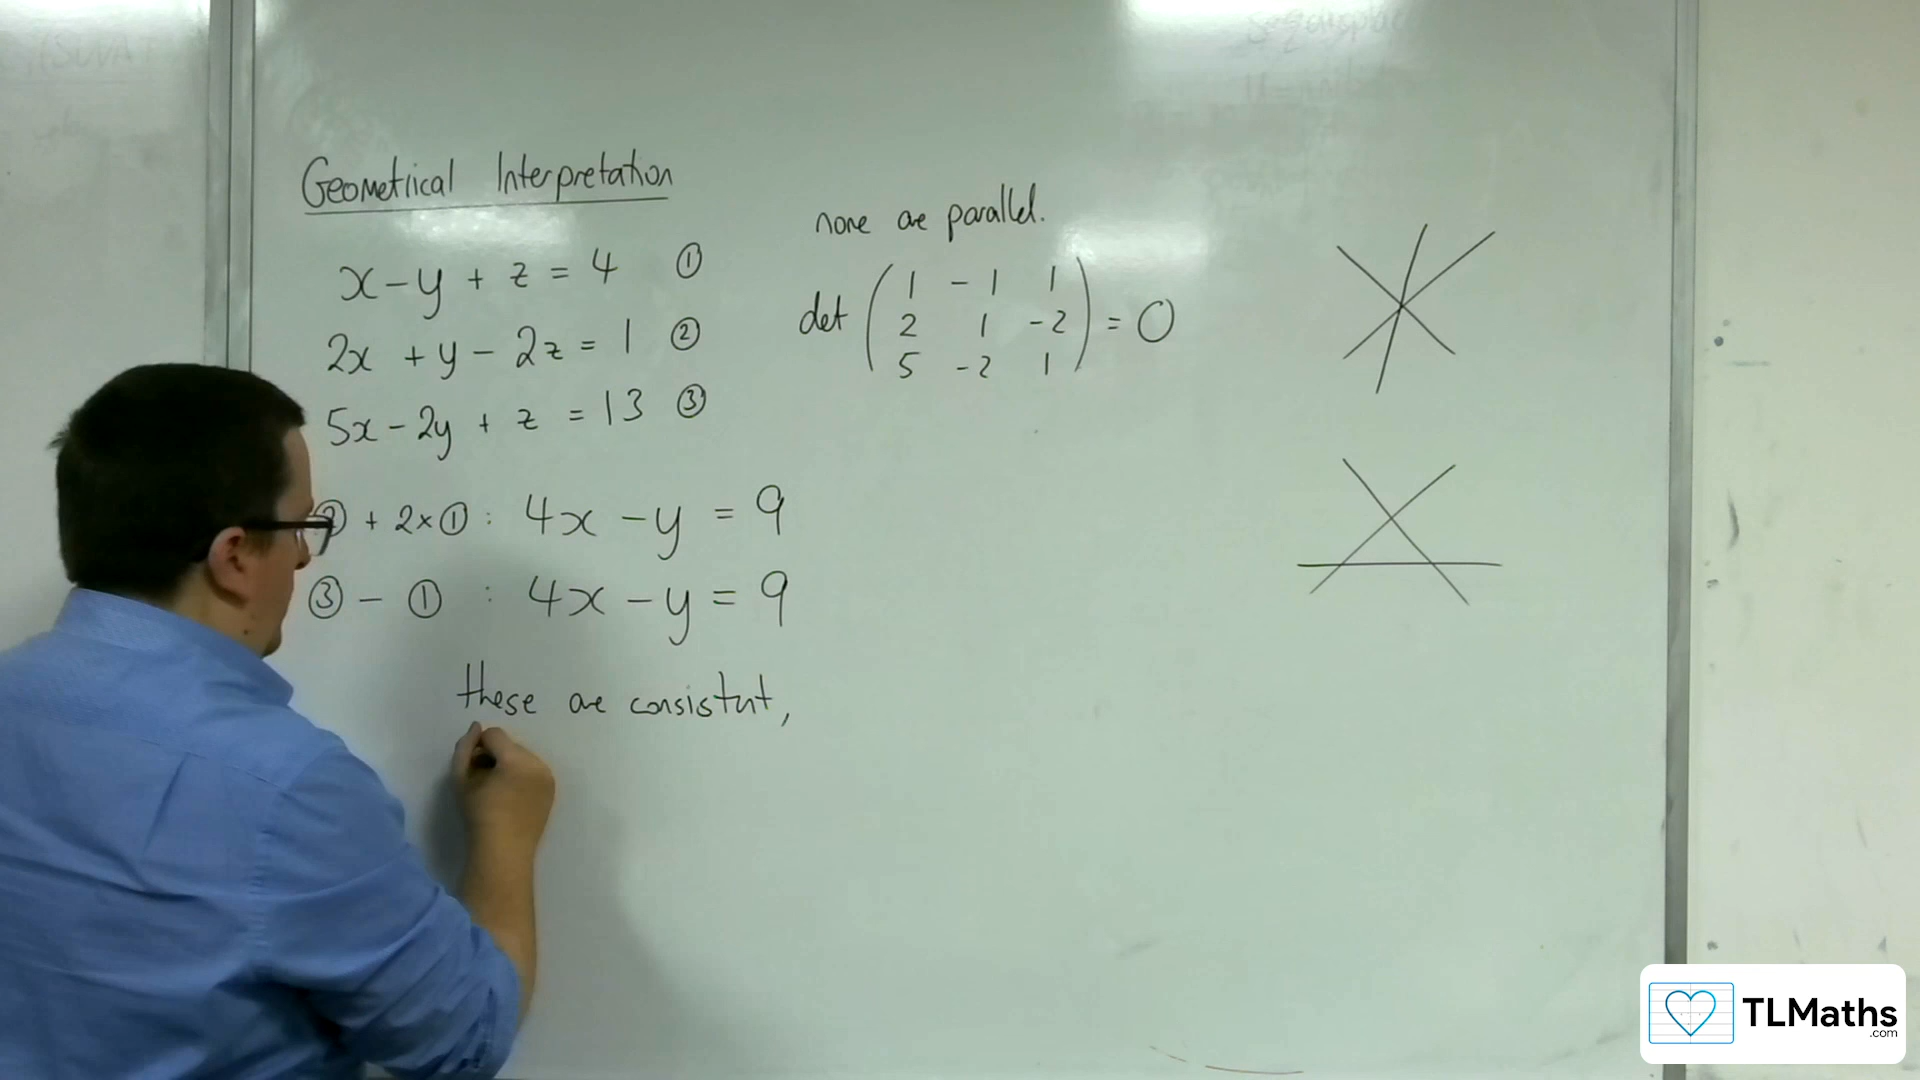 Geometrical Interpretation
x - y + z = 4 ①
2x + y - 2z = 1 ②
5x - 2y + z = 13 ③
② + 2×① : 4x - y = 9
③ - ① : 4x - y = 9
these are consistent,
none are parallel.
det ( 1 -1 1
2 1 -2
5 -2 1 ) = 0
TLMaths
.com